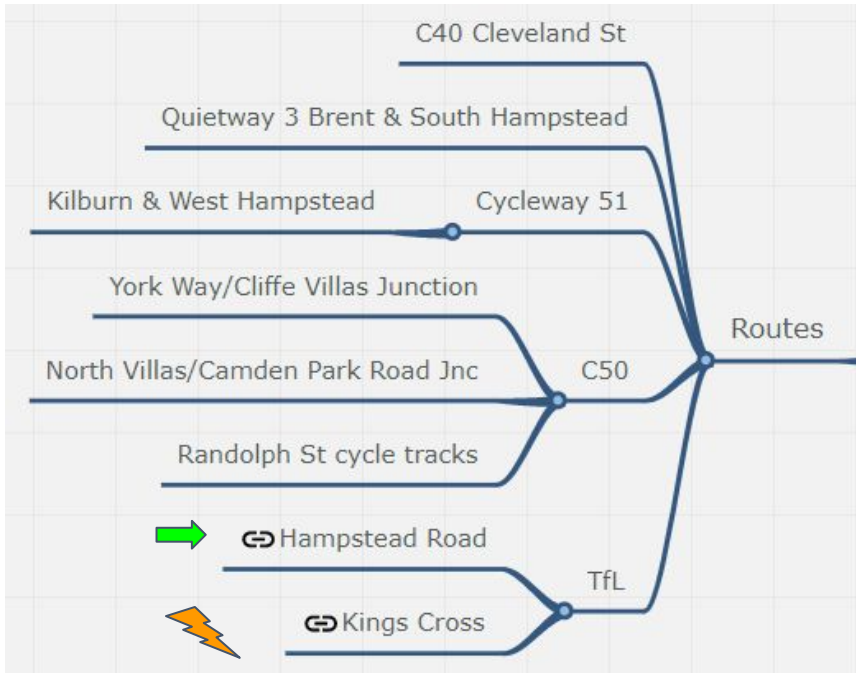 C40 Cleveland St
Quietway 3 Brent & South Hampstead
Kilburn & West Hampstead
Cycleway 51
York Way/Cliffe Villas Junction
Routes
North Villas/Camden Park Road Jnc
C50
Randolph St cycle tracks
Hampstead Road
TfL
Kings Cross